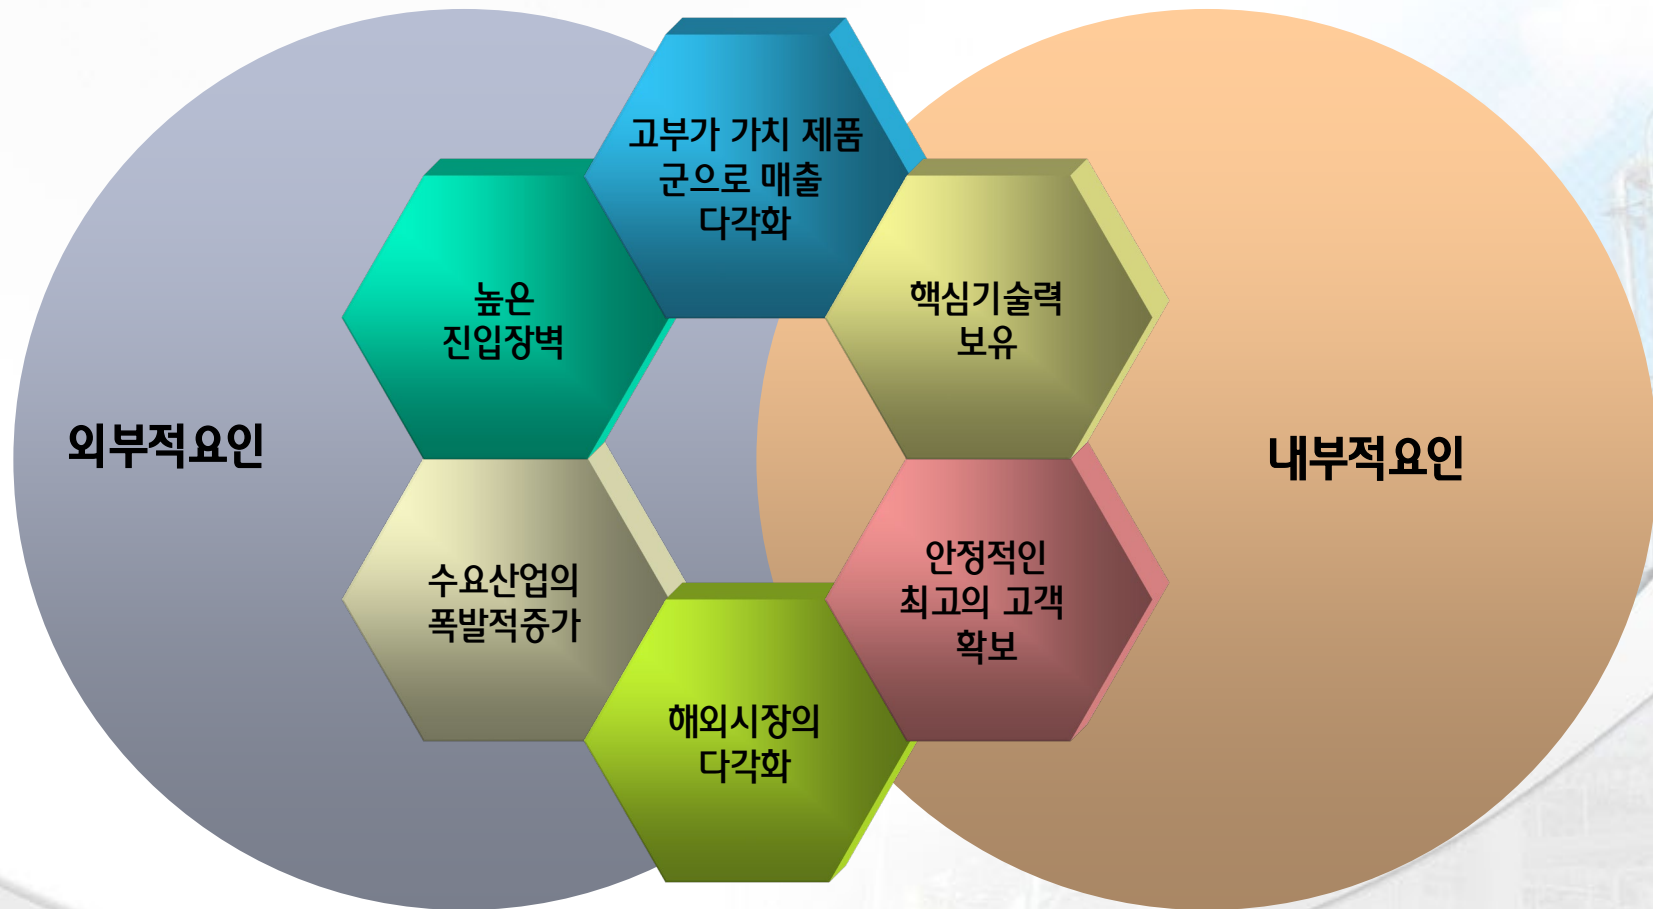 고부가 가치 제품
군으로 매출
다각화
높은
진입장벽
핵심기술력
보유
외부적요인
내부적요인
수요산업의
폭발적증가
안정적인
최고의 고객
확보
해외시장의
다각화